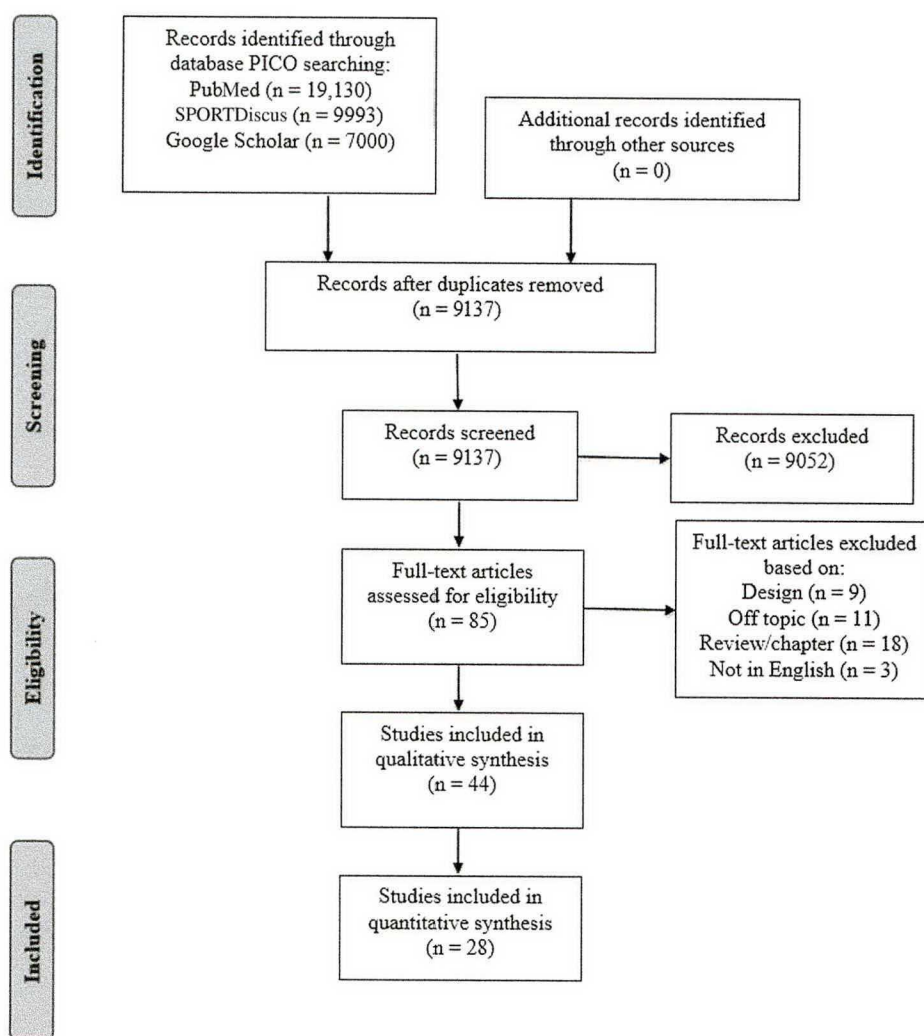 Identification
Records identified through
database PICO searching:
PubMed (n = 19,130)
SPORTDiscus (n = 9993)
Google Scholar (n = 7000)
Additional records identified
through other sources
(n = 0)
Screening
Records after duplicates removed
(n = 9137)
Records screened
(n = 9137)
Records excluded
(n = 9052)
Eligibility
Full-text articles
assessed for eligibility
(n = 85)
Full-text articles excluded
based on:
Design (n = 9)
Off topic (n = 11)
Review/chapter (n = 18)
Not in English (n = 3)
Studies included in
qualitative synthesis
(n = 44)
Included
Studies included in
quantitative synthesis
(n = 28)